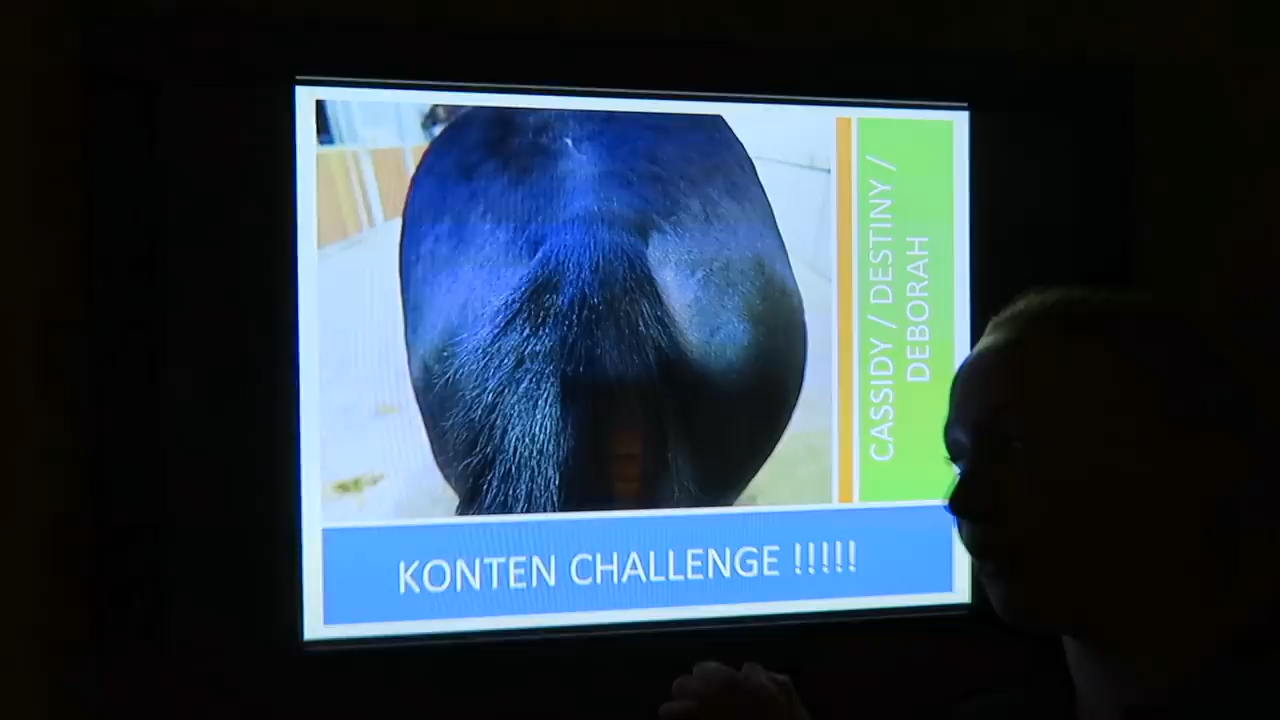 CASSIDY / DESTINY /
DEBORAH
KONTEN CHALLENGE !!!!!